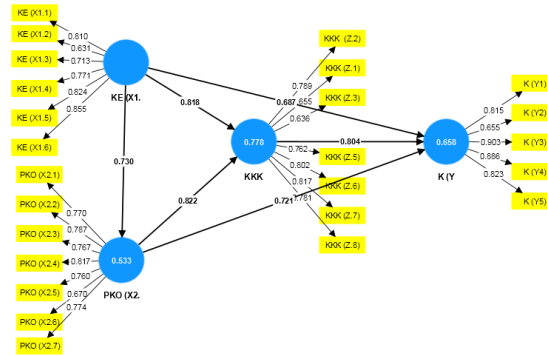 KE (X1.1)
KE (X1.2)
KE (X1.3)
KE (X1.4)
KE (X1.5)
KE (X1.6)
0.810
0.631
0.713
0.771
0.824
0.855
KE (X1.
0.818
0.687
0.730
KKK (Z.2)
KKK (Z.1)
KKK (Z.3)
0.789
0.655
0.636
0.778
KKK
0.804
0.762
0.802
0.817
0.781
KKK (Z.5)
KKK (Z.6)
KKK (Z.7)
KKK (Z.8)
0.658
K (Y
0.815
0.655
0.903
0.886
0.823
K (Y1)
K (Y2)
K (Y3)
K (Y4)
K (Y5)
PKO (X2.1)
PKO (X2.2)
PKO (X2.3)
PKO (X2.4)
PKO (X2.5)
PKO (X2.6)
PKO (X2.7)
0.770
0.787
0.767
0.817
0.760
0.670
0.774
0.533
PKO (X2.
0.822
0.721